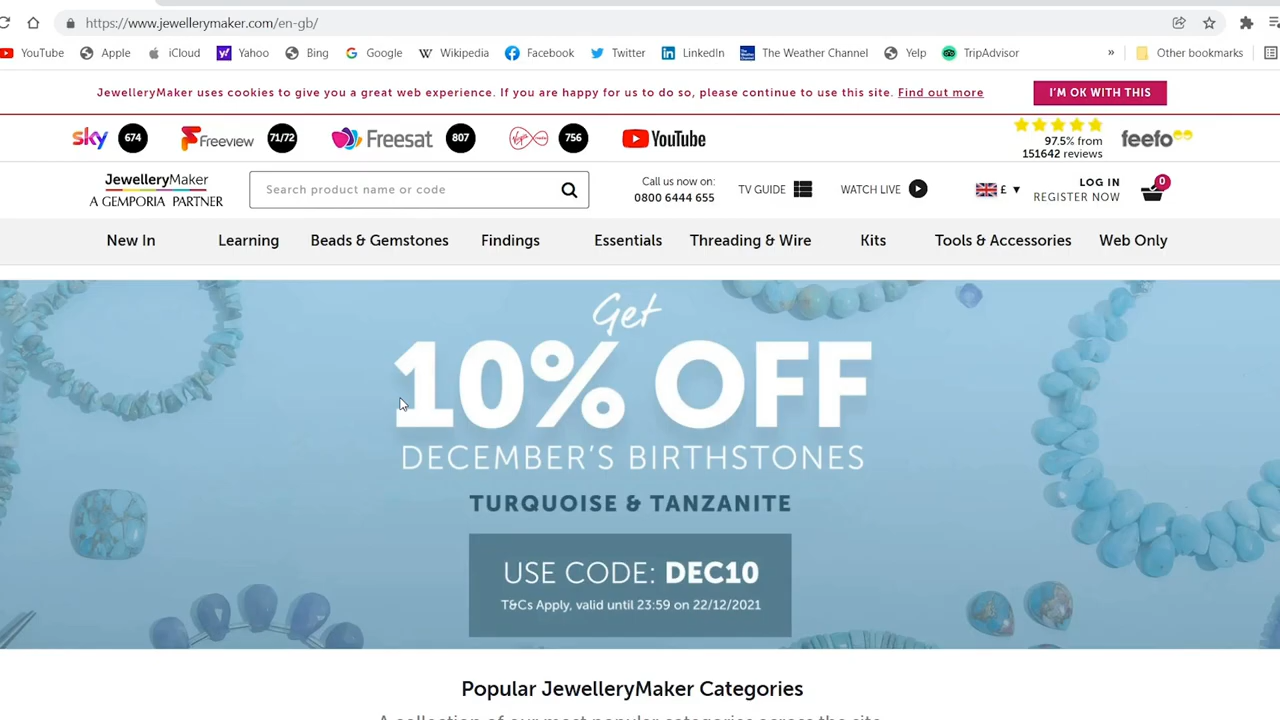 https://www.jewellerymaker.com/en-gb/
YouTube Apple iCloud Yahoo Bing Google Wikipedia Facebook Twitter LinkedIn The Weather Channel Yelp TripAdvisor » Other bookmarks
JewelleryMaker uses cookies to give you a great web experience. If you are happy for us to do so, please continue to use this site. Find out more
I'M OK WITH THIS
sky 674 Freeview 71/72 Freesat 807 Virgin media 756 YouTube
97.5% from
151642 reviews
feefo
JewelleryMaker
A GEMPORIA PARTNER
Search product name or code
Call us now on:
0800 6444 655
TV GUIDE
WATCH LIVE
£
LOG IN
REGISTER NOW
0
New In Learning Beads & Gemstones Findings Essentials Threading & Wire Kits Tools & Accessories Web Only
Get
10% OFF
DECEMBER'S BIRTHSTONES
TURQUOISE & TANZANITE
USE CODE: DEC10
T&Cs Apply, valid until 23:59 on 22/12/2021
Popular JewelleryMaker Categories
A collection of our most popular categories across the site